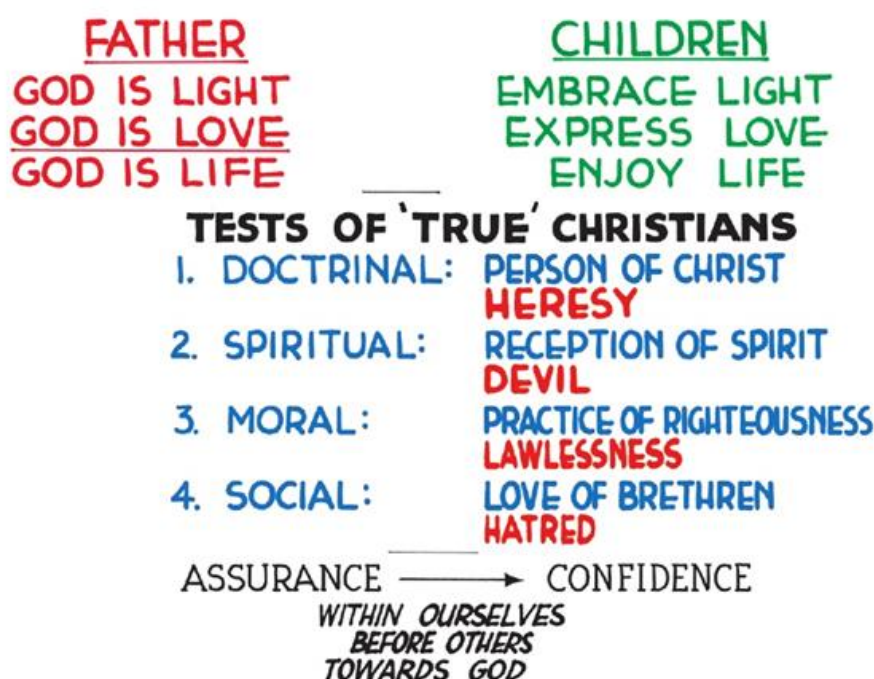 FATHER
GOD IS LIGHT
GOD IS LOVE
GOD IS LIFE
CHILDREN
EMBRACE LIGHT
EXPRESS LOVE
ENJOY LIFE
TESTS OF 'TRUE' CHRISTIANS
1. DOCTRINAL: PERSON OF CHRIST
HERESY
2. SPIRITUAL: RECEPTION OF SPIRIT
DEVIL
3. MORAL: PRACTICE OF RIGHTEOUSNESS
LAWLESSNESS
4. SOCIAL: LOVE OF BRETHREN
HATRED
ASSURANCE → CONFIDENCE
WITHIN OURSELVES
BEFORE OTHERS
TOWARDS GOD